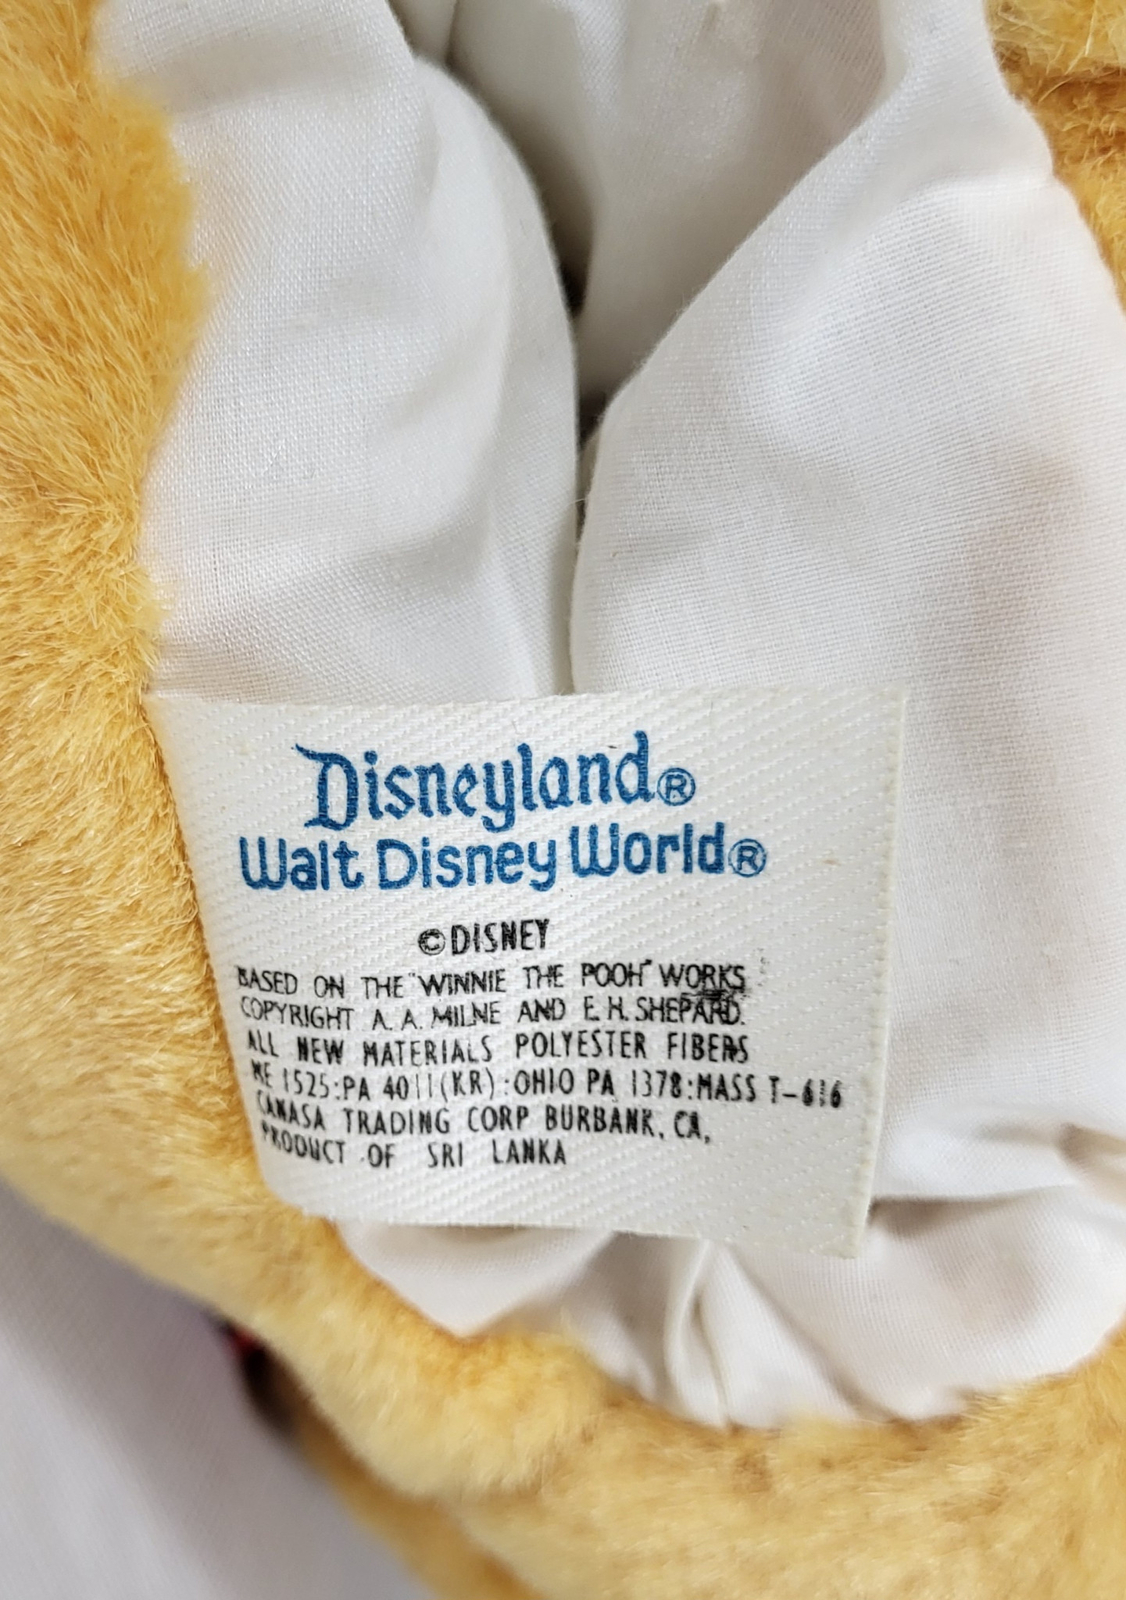 Disneyland®
Walt Disney World®
©DISNEY
BASED ON THE "WINNIE THE POOH" WORKS
COPYRIGHT A. A. MILNE AND E. H. SHEPARD.
ALL NEW MATERIALS POLYESTER FIBERS
ME 1525:PA 4011(KR):OHIO PA 1378:MASS T-616
CANASA TRADING CORP BURBANK, CA,
PRODUCT OF SRI LANKA